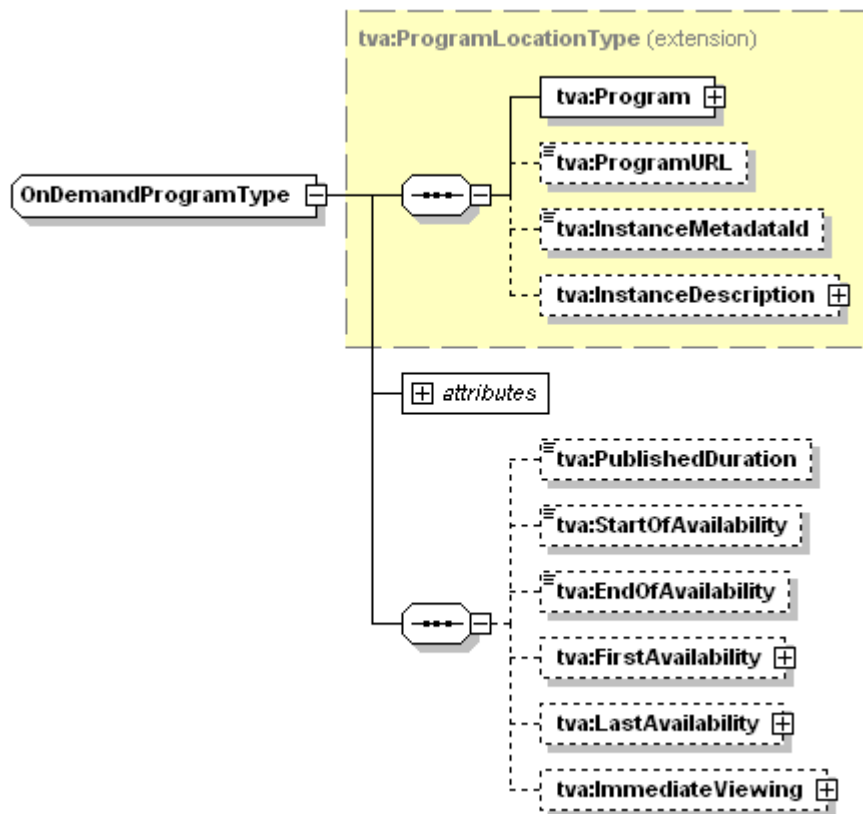 tva:ProgramLocationType (extension)
tva:Program
tva:ProgramURL
OnDemandProgramType
tva:InstanceMetadataId
tva:InstanceDescription
attributes
tva:PublishedDuration
tva:StartOfAvailability
tva:EndOfAvailability
tva:FirstAvailability
tva:LastAvailability
tva:ImmediateViewing